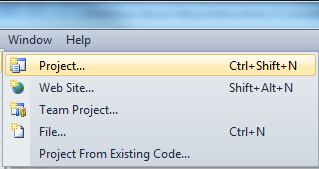 Window Help
Project... Ctrl+Shift+N
Web Site... Shift+Alt+N
Team Project...
File... Ctrl+N
Project From Existing Code...